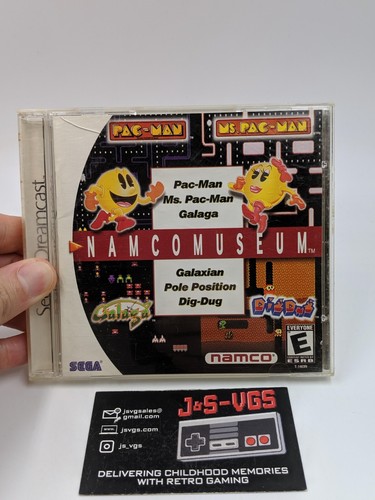 Sega Dreamcast.
PAC-MAN
MS. PAC-MAN
Pac-Man
Ms. Pac-Man
Galaga
NAMCOMUSEUM™
Galaxian
Pole Position
Dig-Dug
Galaga
DIG DUG
SEGA
namco
EVERYONE
E
ESRB
J&S-VGS
jsvgsales@
gmail.com
www.
jsvgs.com
js_vgs
DELIVERING CHILDHOOD MEMORIES
WITH RETRO GAMING